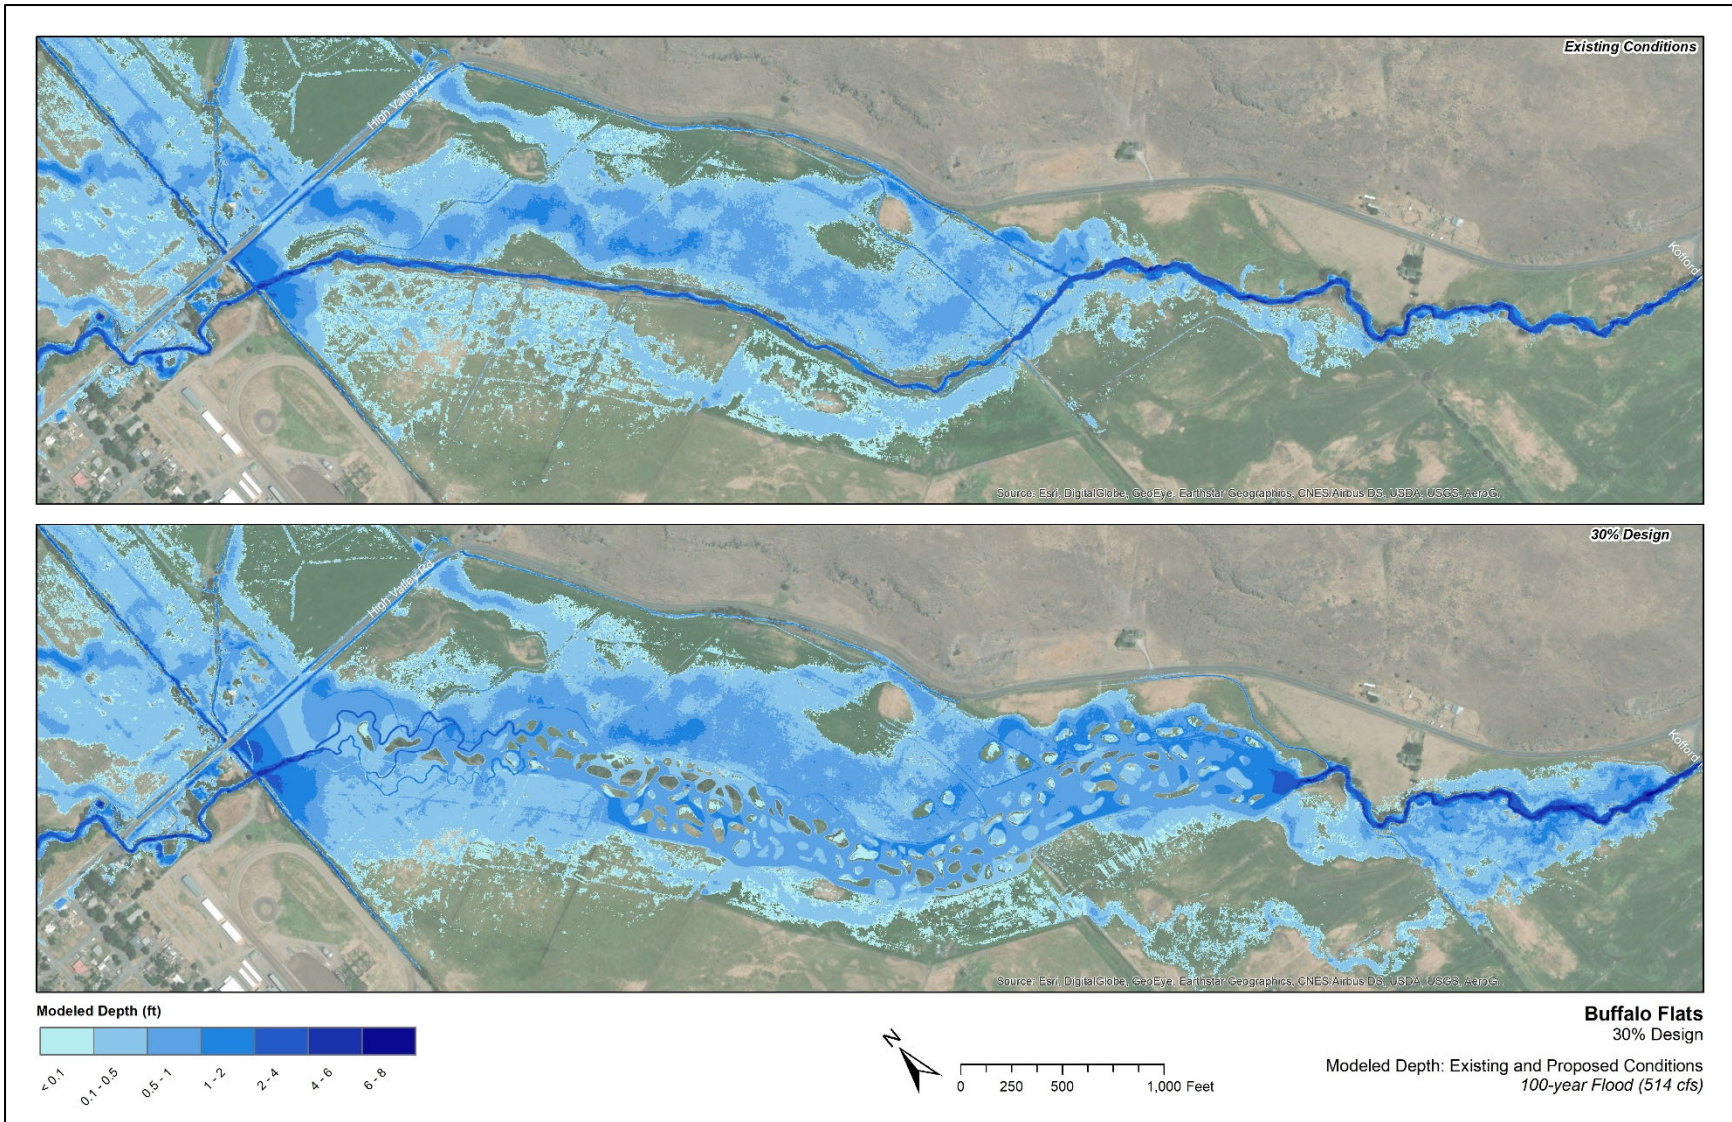 Existing Conditions
High Valley Rd
Kofford
Source: Esri, DigitalGlobe, GeoEye, Earthstar Geographics, CNES/Airbus DS, USDA, USGS, AeroG
30% Design
High Valley Rd
Kofford
Source: Esri, DigitalGlobe, GeoEye, Earthstar Geographics, CNES/Airbus DS, USDA, USGS, AeroG
Modeled Depth (ft)
< 0.1
0.1 - 0.5
0.5 - 1
1 - 2
2 - 4
4 - 6
6 - 8
N
0 250 500 1,000 Feet
Buffalo Flats
30% Design
Modeled Depth: Existing and Proposed Conditions
100-year Flood (514 cfs)